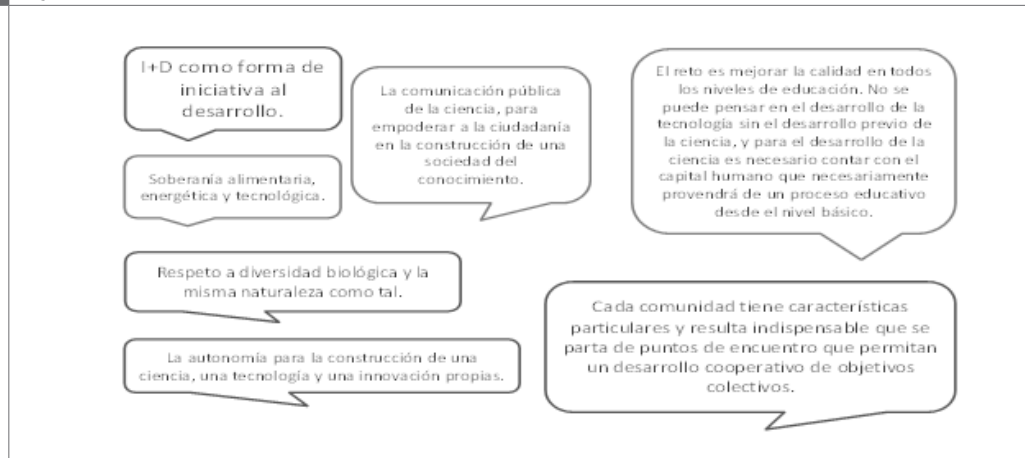 I+D como forma de
iniciativa al
desarrollo.
La comunicación pública
de la ciencia, para
empoderar a la ciudadanía
en la construcción de una
sociedad del
conocimiento.
El reto es mejorar la calidad en todos
los niveles de educación. No se
puede pensar en el desarrollo de la
tecnología sin el desarrollo previo de
la ciencia, y para el desarrollo de la
ciencia es necesario contar con el
capital humano que necesariamente
provendrá de un proceso educativo
desde el nivel básico.
Soberanía alimentaria,
energética y tecnológica.
Respeto a diversidad biológica y la
misma naturaleza como tal.
La autonomía para la construcción de una
ciencia, una tecnología y una innovación propias.
Cada comunidad tiene características
particulares y resulta indispensable que se
parta de puntos de encuentro que permitan
un desarrollo cooperativo de objetivos
colectivos.